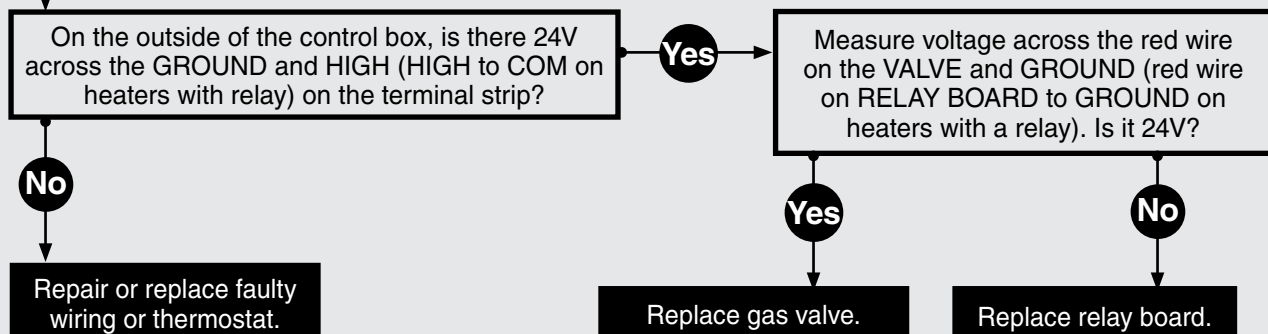 On the outside of the control box, is there 24V
across the GROUND and HIGH (HIGH to COM on
heaters with relay) on the terminal strip?
Yes
Measure voltage across the red wire
on the VALVE and GROUND (red wire
on RELAY BOARD to GROUND on
heaters with a relay). Is it 24V?
No
Yes
No
Repair or replace faulty
wiring or thermostat.
Replace gas valve.
Replace relay board.